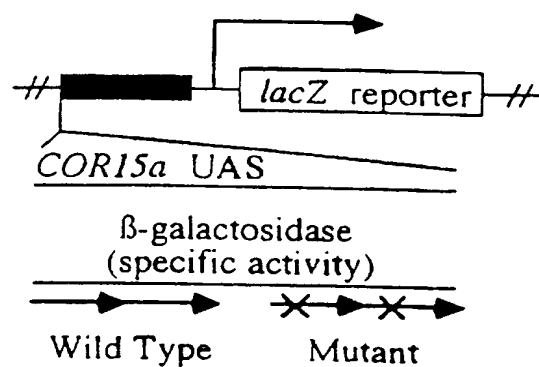 lacZ reporter
COR15a UAS
ß-galactosidase
(specific activity)
Wild Type Mutant